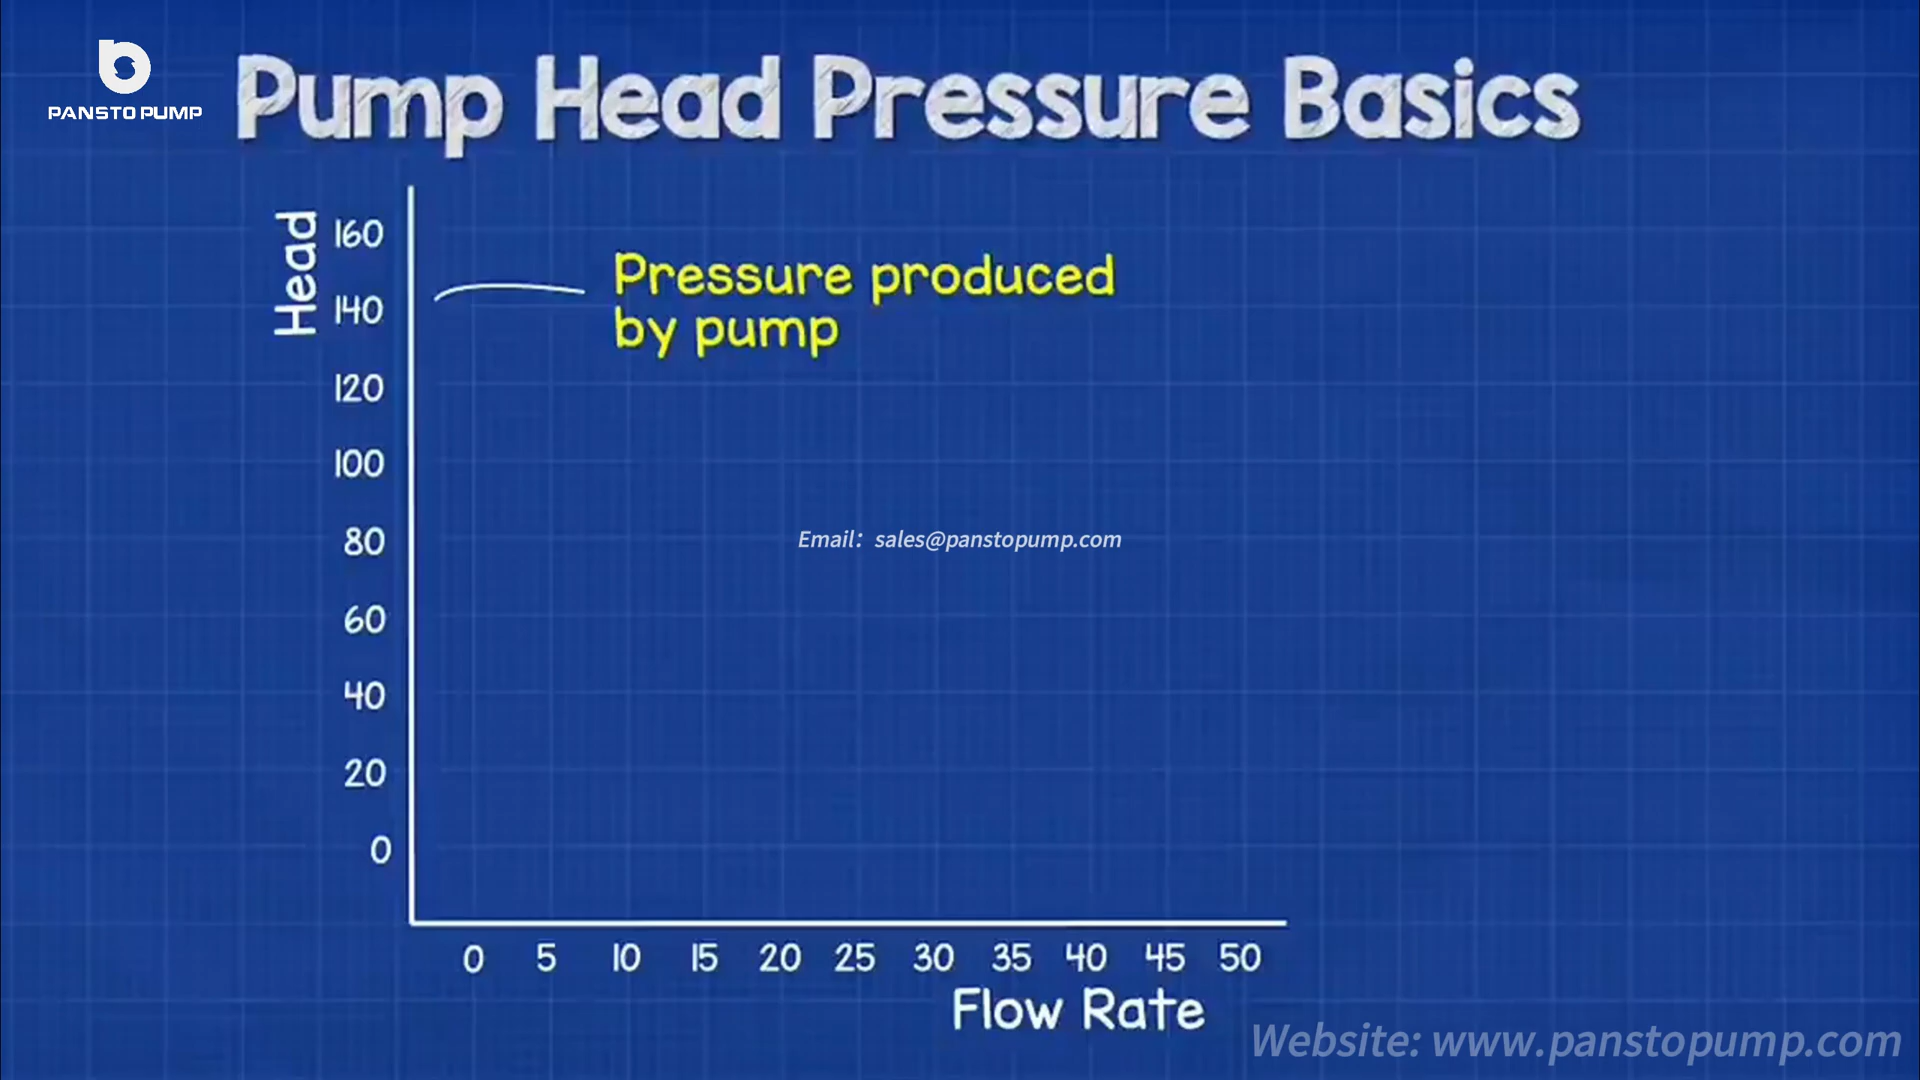 PANSTO PUMP
Pump Head Pressure Basics
Head
160
140
120
100
80
60
40
20
0
Pressure produced
by pump
Email: sales@panstopump.com
0 5 10 15 20 25 30 35 40 45 50
Flow Rate
Website: www.panstopump.com